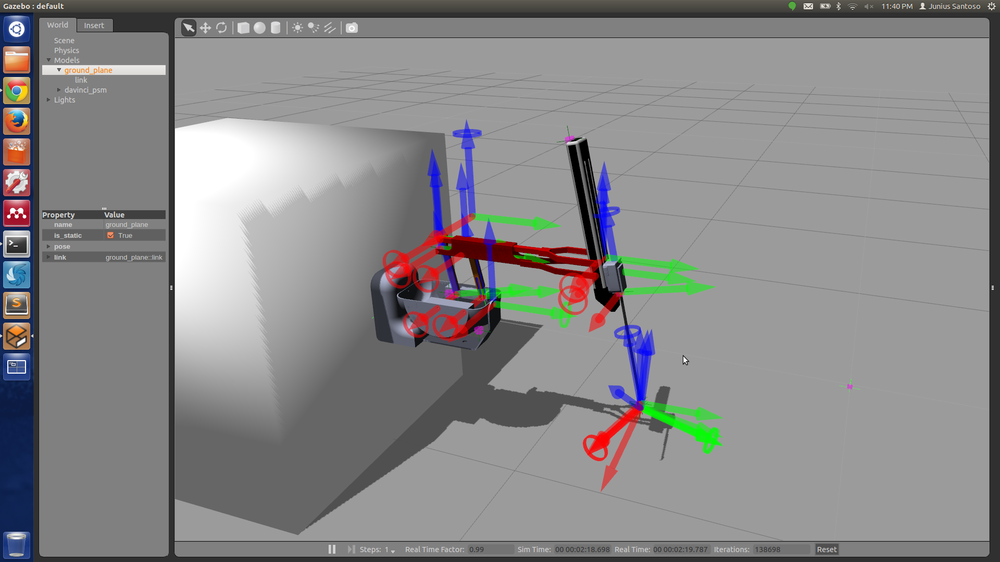 Gazebo : default
11:40 PM Junius Santoso
World Insert
Scene
Physics
Models
ground_plane
link
davinci_psm
Lights
Property Value
name ground_plane
is_static True
pose
link ground_plane::link
Steps: 1 Real Time Factor: 0.99 Sim Time: 00 00:02:18.698 Real Time: 00 00:02:19.787 Iterations: 138698 Reset